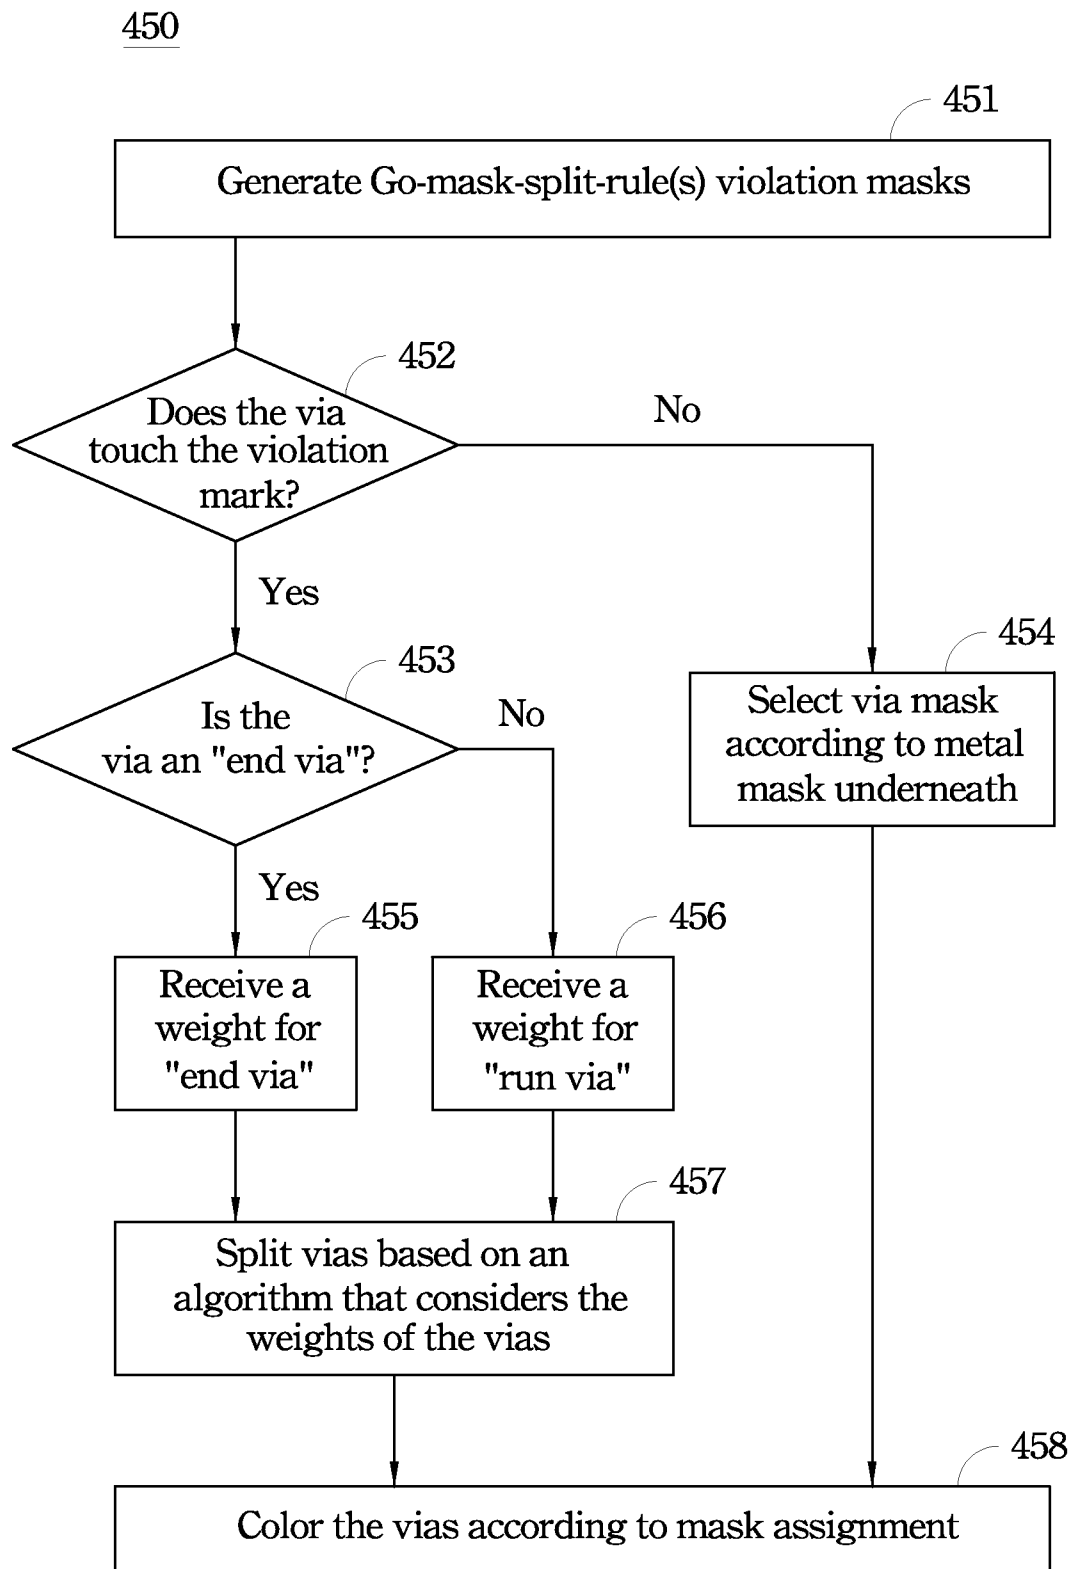 450
451
Generate Go-mask-split-rule(s) violation masks
452
Does the via
touch the violation
mark?
No
Yes
453
Is the
via an "end via"?
No
454
Select via mask
according to metal
mask underneath
Yes
455
Receive a
weight for
"end via"
456
Receive a
weight for
"run via"
457
Split vias based on an
algorithm that considers the
weights of the vias
458
Color the vias according to mask assignment